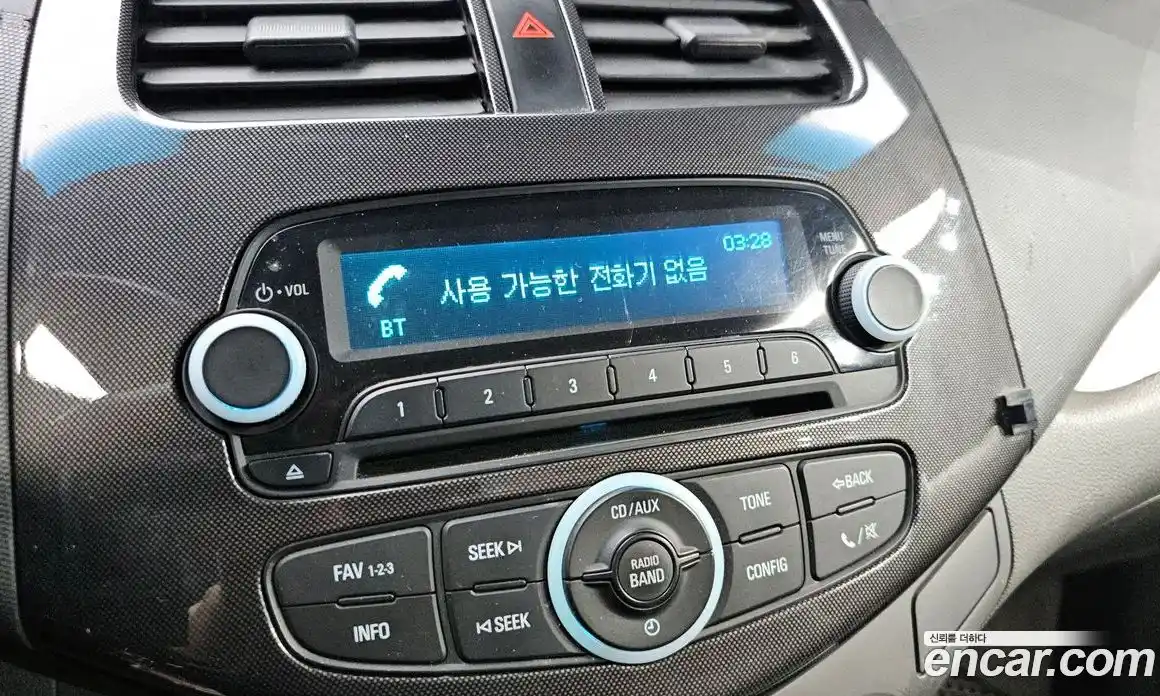 03:28
MENU
TUNE
사용 가능한 전화기 없음
BT
VOL
1 2 3 4 5 6
CD/AUX
TONE
BACK
SEEK
FAV 1-2-3
RADIO
BAND
CONFIG
INFO
SEEK
신뢰를 더하다
encar.com